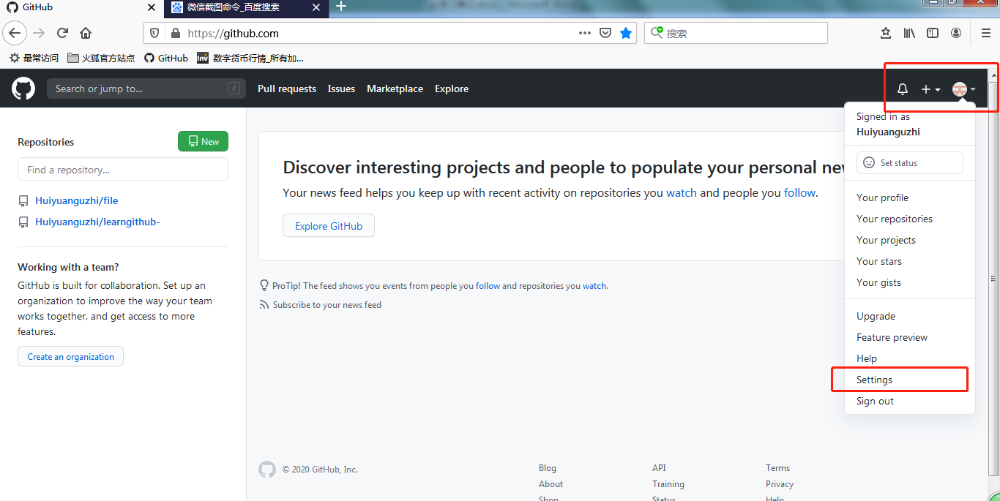 GitHub
微信截图命令_百度搜索
https://github.com
搜索
最常访问
火狐官方站点
GitHub
Inv
数字货币行情_所有加...
Search or jump to...
/
Pull requests
Issues
Marketplace
Explore
Signed in as
Huiyuanguzhi
Set status
Your profile
Your repositories
Your projects
Your stars
Your gists
Upgrade
Feature preview
Help
Settings
Sign out
Repositories
New
Find a repository...
Huiyuanguzhi/file
Huiyuanguzhi/learngithub-
Working with a team?
GitHub is built for collaboration. Set up an
organization to improve the way your team
works together, and get access to more
features.
Create an organization
Discover interesting projects and people to populate your personal ne
Your news feed helps you keep up with recent activity on repositories you watch and people you follow.
Explore GitHub
ProTip! The feed shows you events from people you follow and repositories you watch.
Subscribe to your news feed
© 2020 GitHub, Inc.
Blog
About
Shop
API
Training
Status
Terms
Privacy
Help